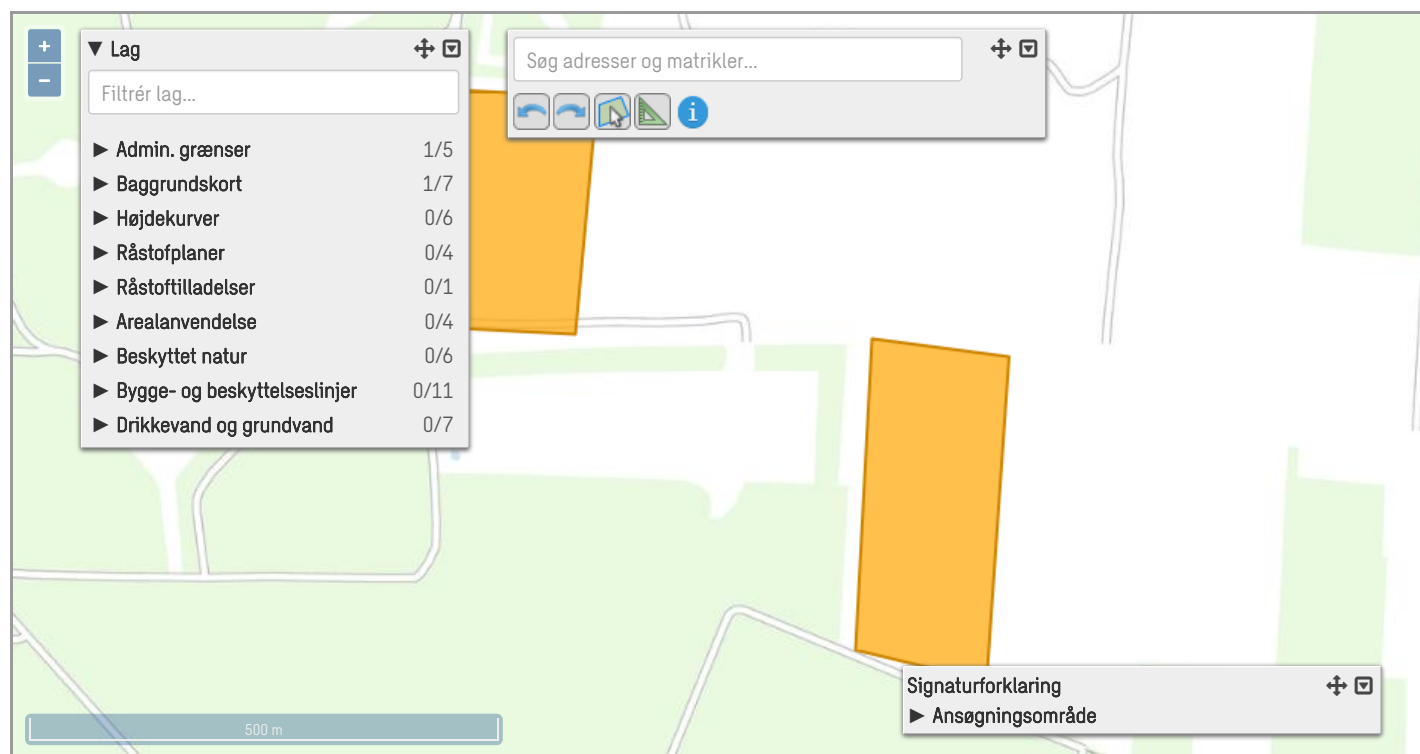 +
−
▼ Lag
Filtrér lag...
► Admin. grænser 1/5
► Baggrundskort 1/7
► Højdekurver 0/6
► Råstofplaner 0/4
► Råstoftilladelser 0/1
► Arealanvendelse 0/4
► Beskyttet natur 0/6
► Bygge- og beskyttelseslinjer 0/11
► Drikkevand og grundvand 0/7
Søg adresser og matrikler...
i
Signaturforklaring
► Ansøgningsområde
500 m